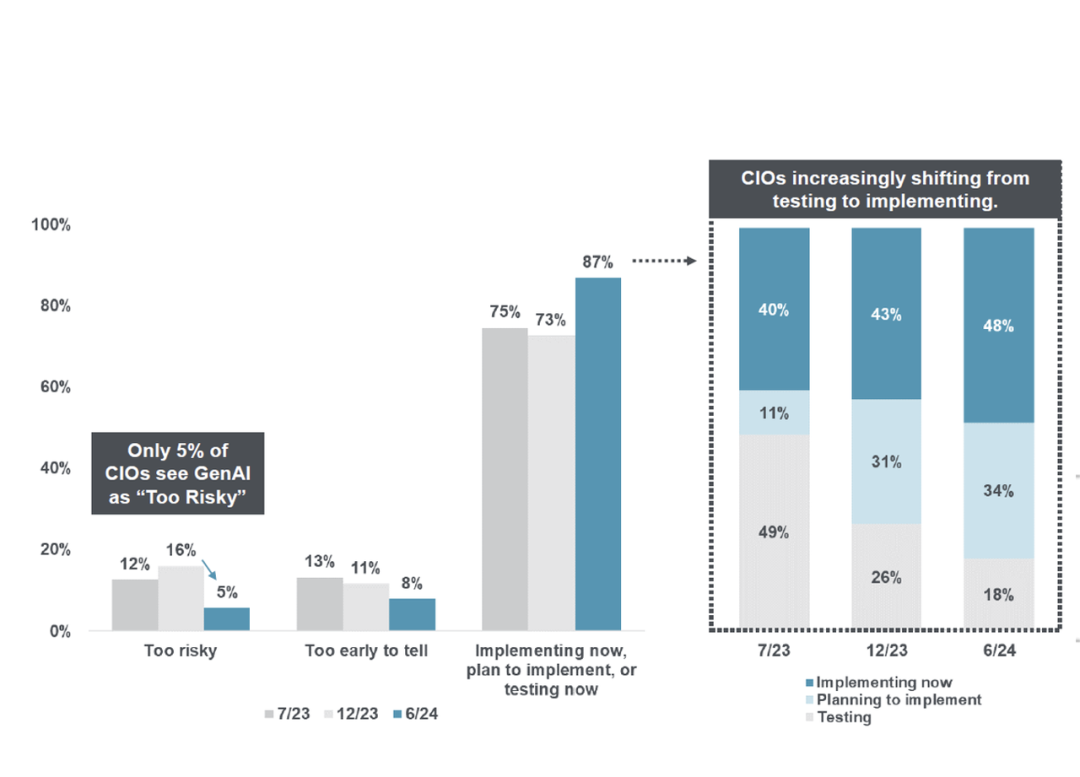 100%
80%
60%
40%
20%
0%
Only 5% of
CIOs see GenAI
as “Too Risky”
12%
16%
5%
13%
11%
8%
75%
73%
87%
Too risky
Too early to tell
Implementing now,
plan to implement, or
testing now
7/23
12/23
6/24
CIOs increasingly shifting from
testing to implementing.
40%
11%
49%
43%
31%
26%
48%
34%
18%
7/23
12/23
6/24
Implementing now
Planning to implement
Testing